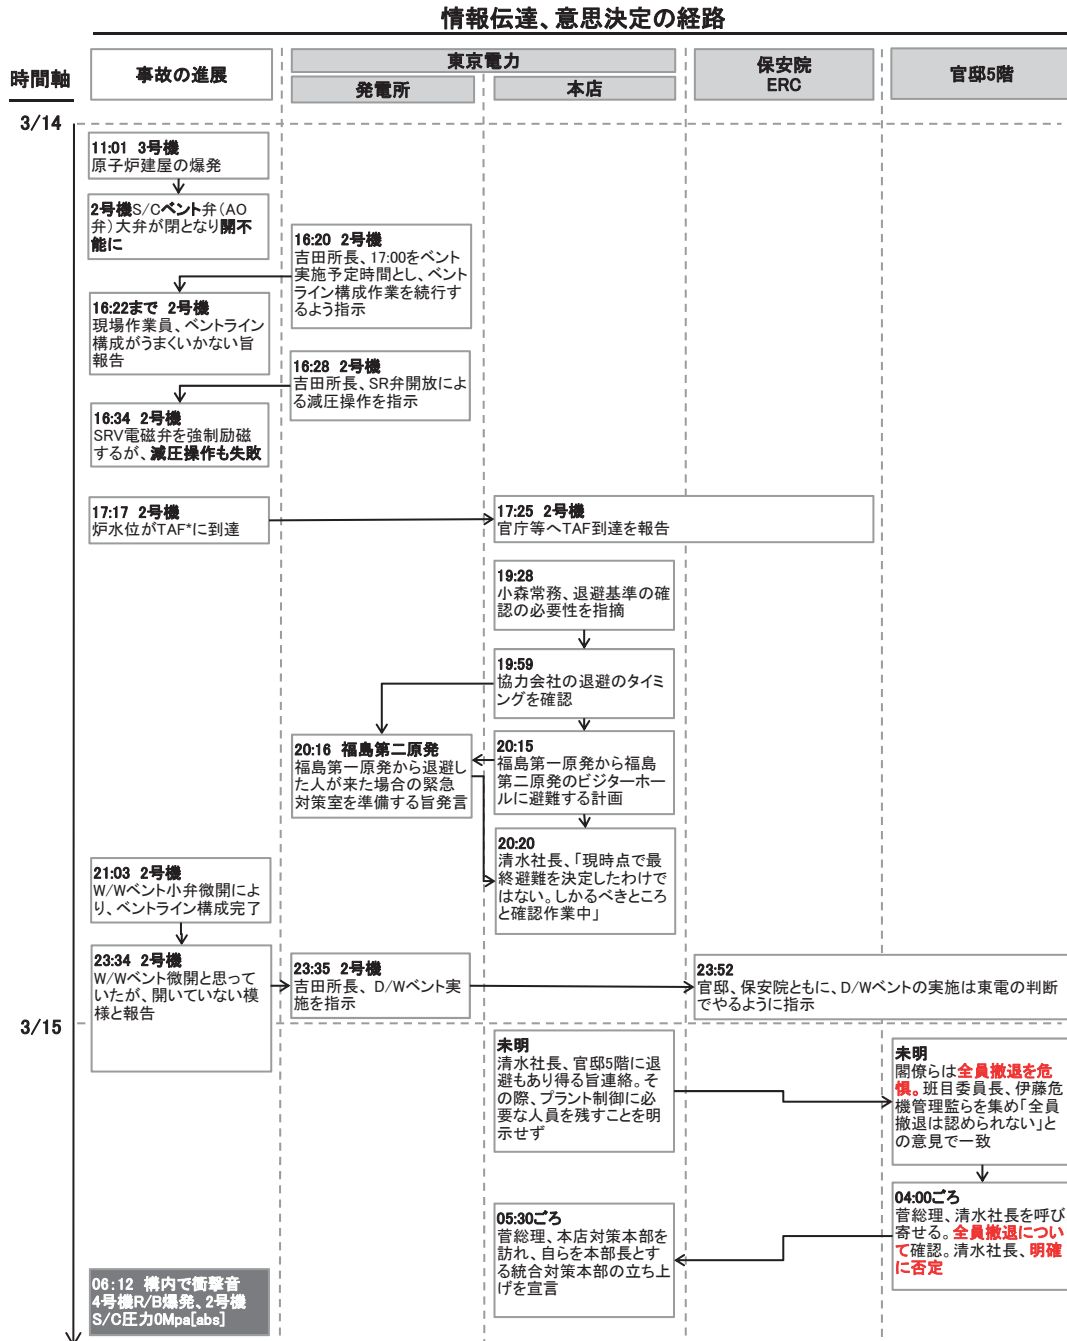 情報伝達、意思決定の経路
時間軸
事故の進展
東京電力
発電所
本店
保安院
ERC
官邸5階
3/14
11:01 3号機
原子炉建屋の爆発
2号機S/Cベント弁(AO
弁)大弁が閉となり開不
能に
16:20 2号機
吉田所長、17:00をベント
実施予定時間とし、ベント
ライン構成作業を続行す
るよう指示
16:22まで 2号機
現場作業員、ベントライン
構成がうまくいかない旨
報告
16:28 2号機
吉田所長、SR弁開放によ
る減圧操作を指示
16:34 2号機
SRV電磁弁を強制励磁
するが、減圧操作も失敗
17:17 2号機
炉水位がTAF*に到達
17:25 2号機
官庁等へTAF到達を報告
19:28
小森常務、退避基準の確
認の必要性を指摘
19:59
協力会社の退避のタイミ
ングを確認
20:16 福島第二原発
福島第一原発から退避し
た人が来た場合の緊急
対策室を準備する旨発言
20:15
福島第一原発から福島
第二原発のビジターホー
ルに避難する計画
20:20
清水社長、「現時点で最
終避難を決定したわけで
はない。しかるべきところ
と確認作業中」
21:03 2号機
W/Wベント小弁微開によ
り、ベントライン構成完了
23:34 2号機
W/Wベント微開と思って
いたが、開いていない模
様と報告
23:35 2号機
吉田所長、D/Wベント実
施を指示
23:52
官邸、保安院ともに、D/Wベントの実施は東電の判断
でやるように指示
3/15
未明
清水社長、官邸5階に退
避もあり得る旨連絡。そ
の際、プラント制御に必
要な人員を残すことを明
示せず
未明
閣僚らは全員撤退を危
惧。班目委員長、伊藤危
機管理監らを集め「全員
撤退は認められない」と
の意見で一致
04:00ごろ
菅総理、清水社長を呼び
寄せる。全員撤退につい
て確認。清水社長、明確
に否定
05:30ごろ
菅総理、本店対策本部を
訪れ、自らを本部長とす
る統合対策本部の立ち上
げを宣言
06:12 構内で衝撃音
4号機R/B爆発、2号機
S/C圧力0Mpa[abs]